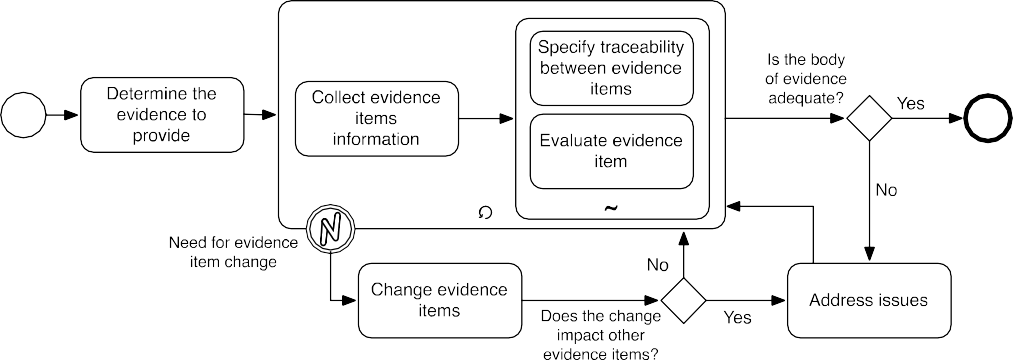 Determine the
evidence to
provide
Collect evidence
items
information
Specify traceability
between evidence
items
Evaluate evidence
item
~
Is the body
of evidence
adequate?
Yes
No
Need for evidence
item change
Change evidence
items
Does the change
impact other
evidence items?
No
Yes
Address issues